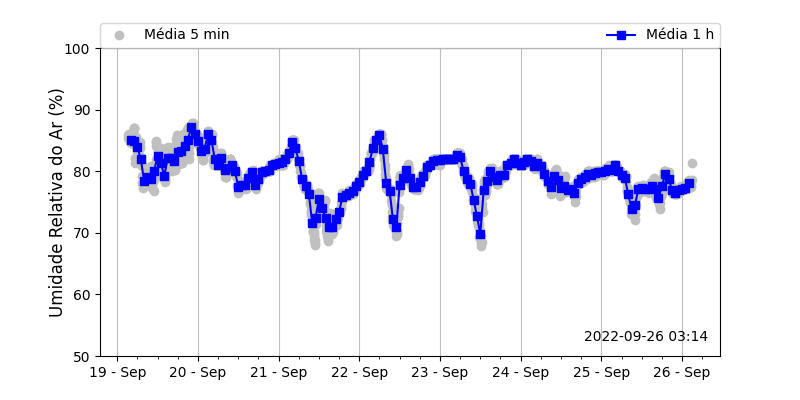 Média 5 min
Média 1 h
Umidade Relativa do Ar (%)
100
90
80
70
60
50
2022-09-26 03:14
19 - Sep
20 - Sep
21 - Sep
22 - Sep
23 - Sep
24 - Sep
25 - Sep
26 - Sep